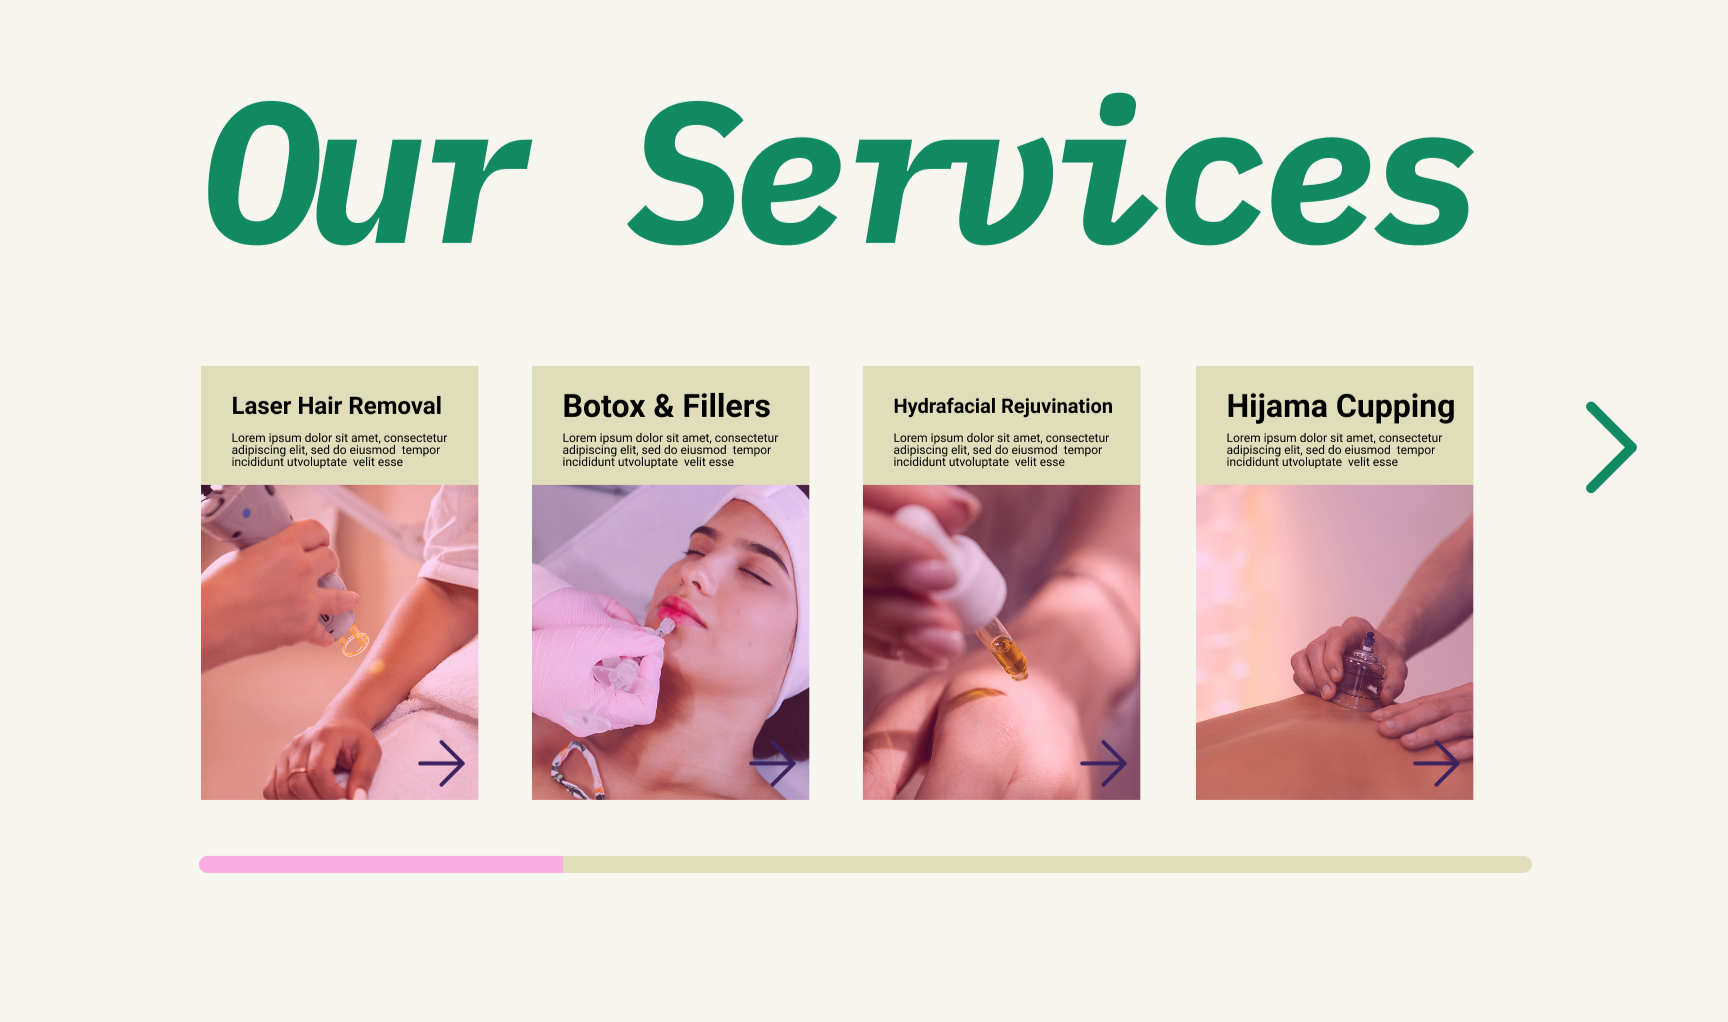 Our Services
Laser Hair Removal
Lorem ipsum dolor sit amet, consectetur
adipiscing elit, sed do eiusmod  tempor
incididunt utvoluptate  velit esse
Botox & Fillers
Lorem ipsum dolor sit amet, consectetur
adipiscing elit, sed do eiusmod  tempor
incididunt utvoluptate  velit esse
Hydrafacial Rejuvination
Lorem ipsum dolor sit amet, consectetur
adipiscing elit, sed do eiusmod  tempor
incididunt utvoluptate  velit esse
Hijama Cupping
Lorem ipsum dolor sit amet, consectetur
adipiscing elit, sed do eiusmod  tempor
incididunt utvoluptate  velit esse